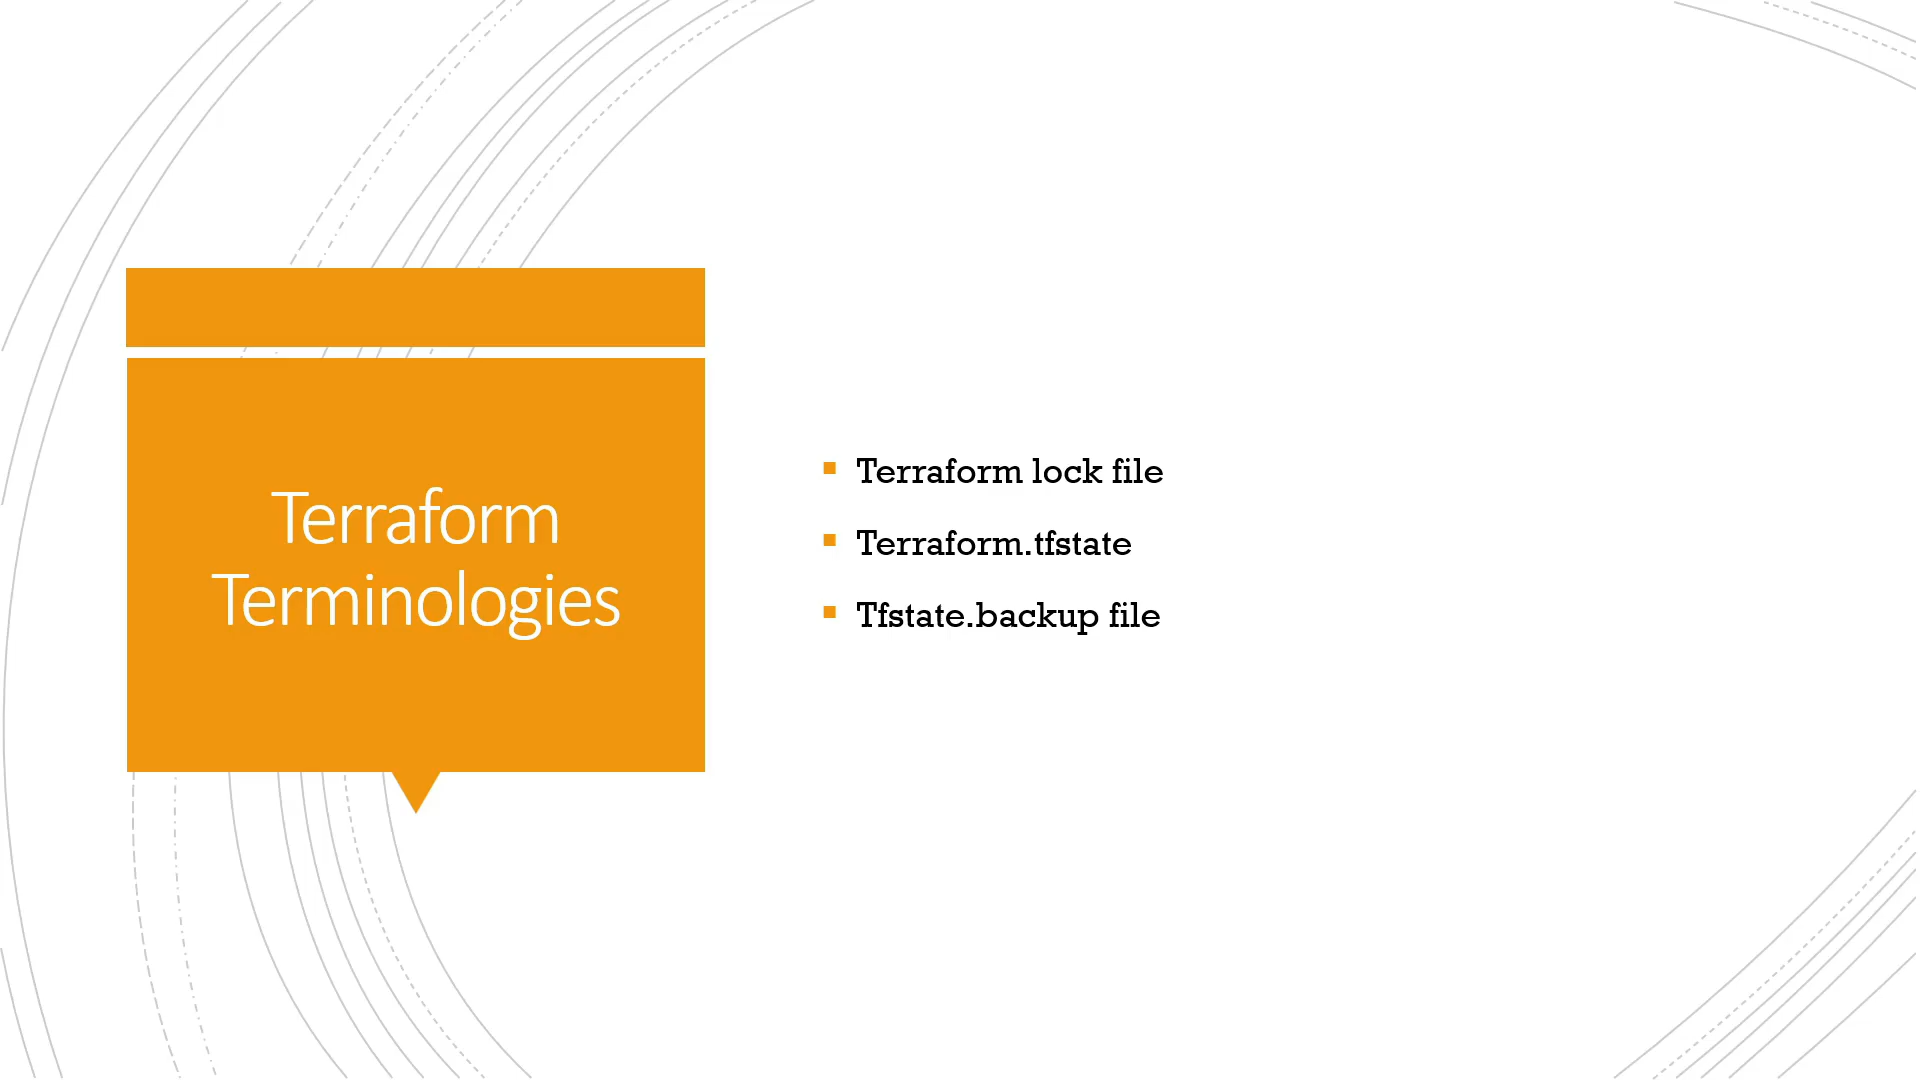 Terraform
Terminologies
Terraform lock file
Terraform.tfstate
Tfstate.backup file